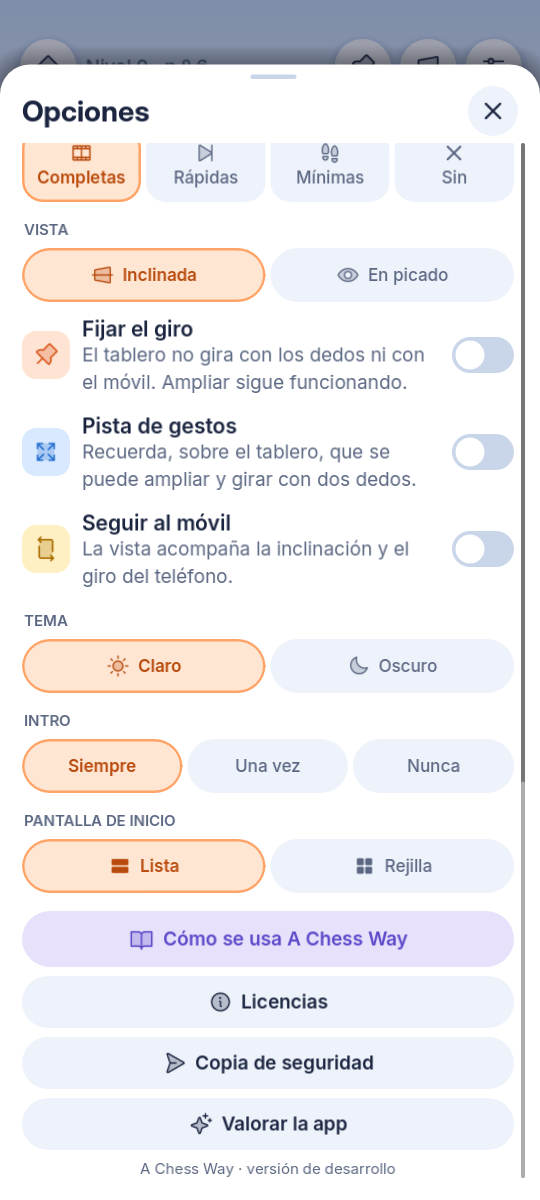 Opciones
Completas
Rápidas
Mínimas
Sin
VISTA
Inclinada
En picado
Fijar el giro
El tablero no gira con los dedos ni con
el móvil. Ampliar sigue funcionando.
Pista de gestos
Recuerda, sobre el tablero, que se
puede ampliar y girar con dos dedos.
Seguir al móvil
La vista acompaña la inclinación y el
giro del teléfono.
TEMA
Claro
Oscuro
INTRO
Siempre
Una vez
Nunca
PANTALLA DE INICIO
Lista
Rejilla
Cómo se usa A Chess Way
Licencias
Copia de seguridad
Valorar la app
A Chess Way · versión de desarrollo